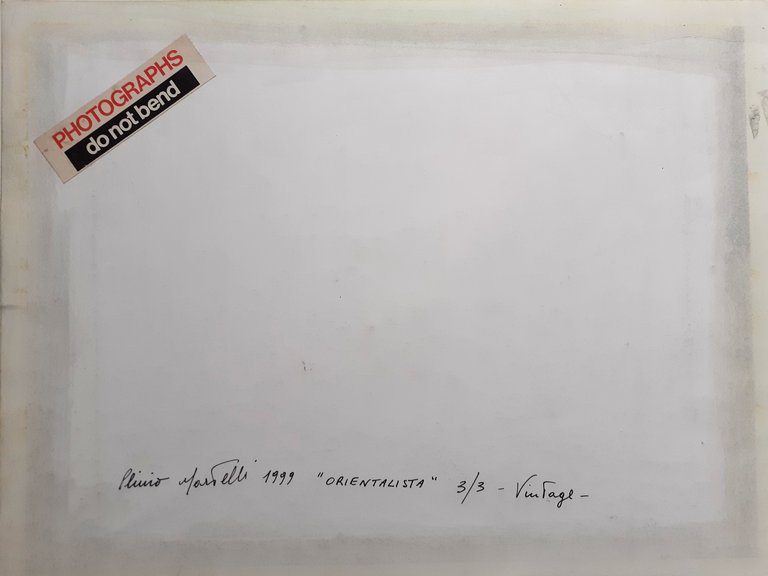 PHOTOGRAPHS
do not bend
Plinio Martelli 1999 "ORIENTALISTA" 3/3 - Vintage -